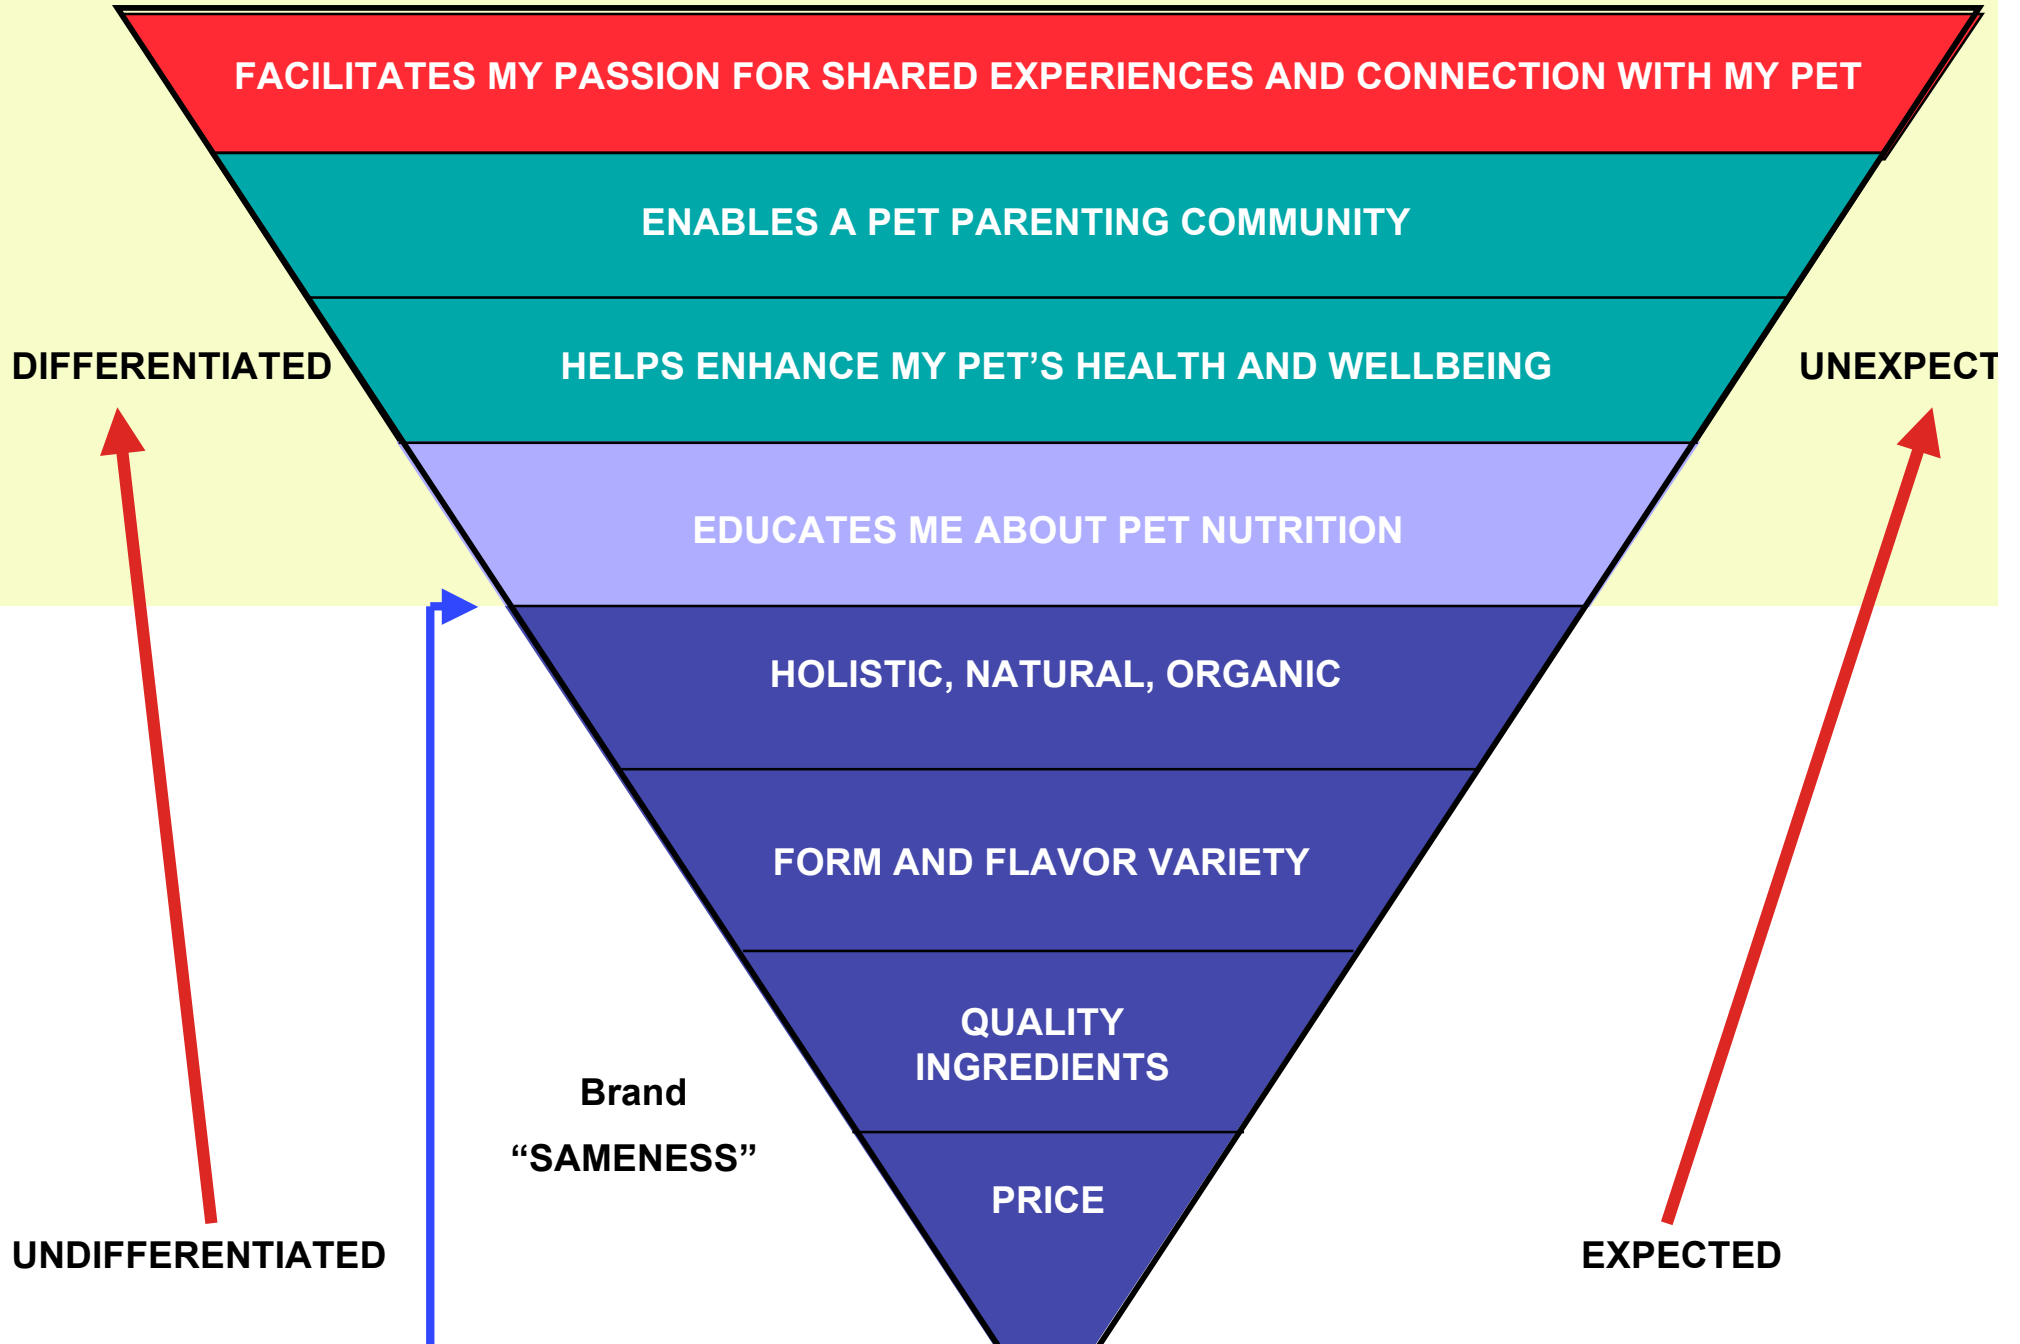 FACILITATES MY PASSION FOR SHARED EXPERIENCES AND CONNECTION WITH MY PET
ENABLES A PET PARENTING COMMUNITY
DIFFERENTIATED
HELPS ENHANCE MY PET’S HEALTH AND WELLBEING
UNEXPECT
EDUCATES ME ABOUT PET NUTRITION
HOLISTIC, NATURAL, ORGANIC
FORM AND FLAVOR VARIETY
QUALITY
INGREDIENTS
Brand
“SAMENESS”
PRICE
UNDIFFERENTIATED
EXPECTED